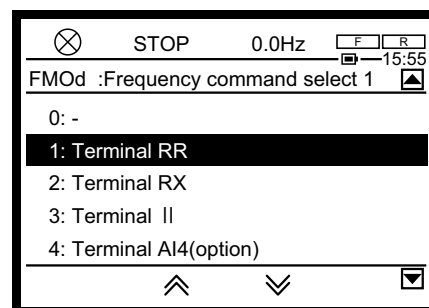 STOP 0.0Hz F R
15:55
FMOd :Frequency command select 1
0: -
1: Terminal RR
2: Terminal RX
3: Terminal II
4: Terminal AI4(option)